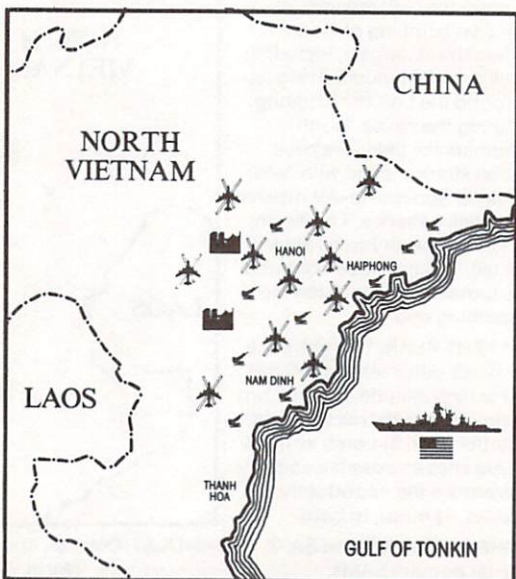 CHINA
NORTH
VIETNAM
HANOI
HAIPHONG
NAM DINH
LAOS
THANH
HOA
GULF OF TONKIN